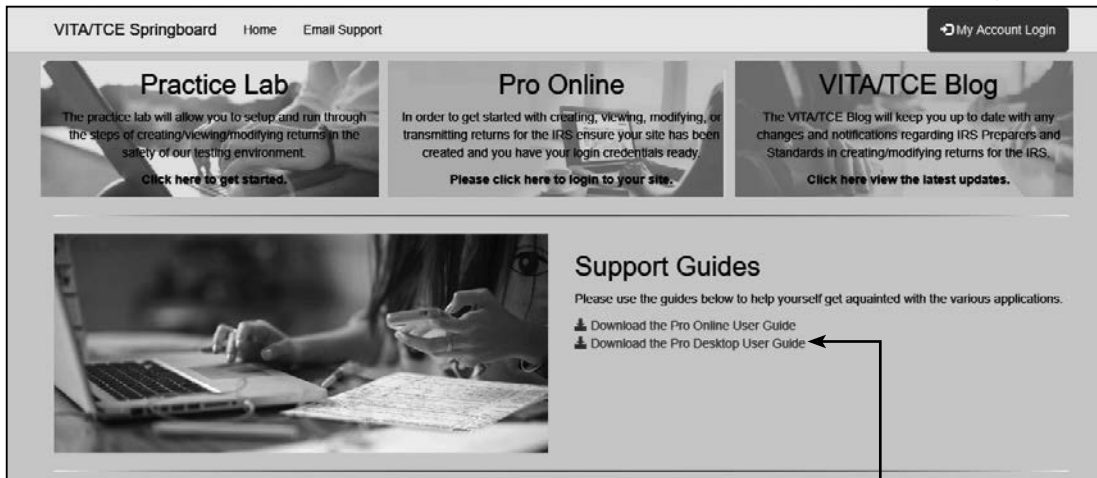 VITA/TCE Springboard Home Email Support My Account Login
Practice Lab
The practice lab will allow you to setup and run through
the steps of creating/viewing/modifying returns in the
safety of our testing environment.
Click here to get started.
Pro Online
In order to get started with creating, viewing, modifying, or
transmitting returns for the IRS ensure your site has been
created and you have your login credentials ready.
Please click here to login to your site.
VITA/TCE Blog
The VITA/TCE Blog will keep you up to date with any
changes and notifications regarding IRS Preparers and
Standards in creating/modifying returns for the IRS.
Click here view the latest updates.
Support Guides
Please use the guides below to help yourself get aquainted with the various applications.
Download the Pro Online User Guide
Download the Pro Desktop User Guide